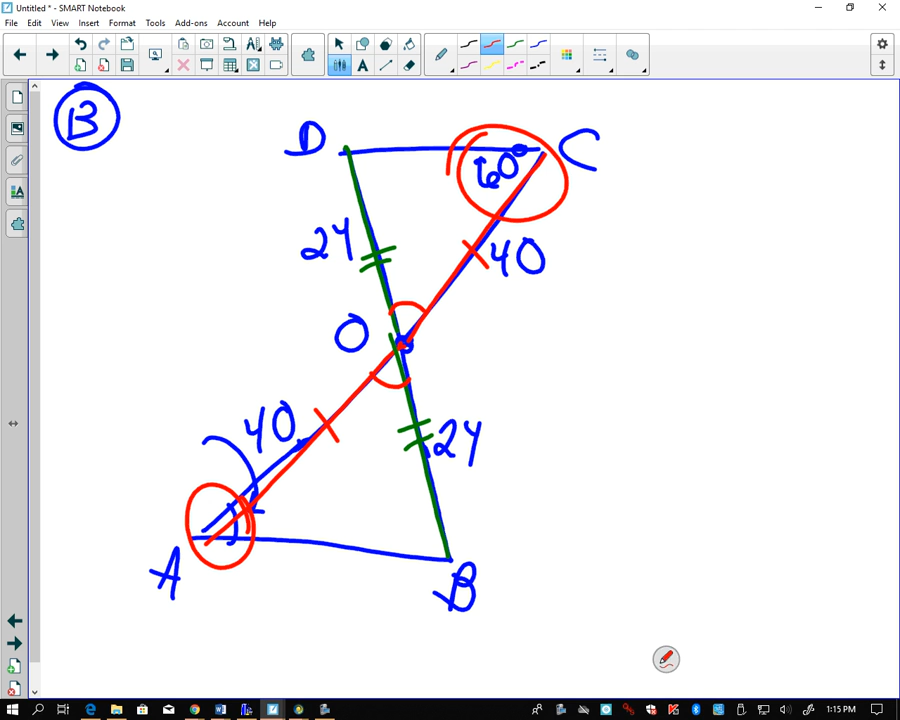 Untitled * - SMART Notebook
File Edit View Insert Format Tools Add-ons Account Help
B
D
C
60°
24
40
O
40
24
A
B
1:15 PM